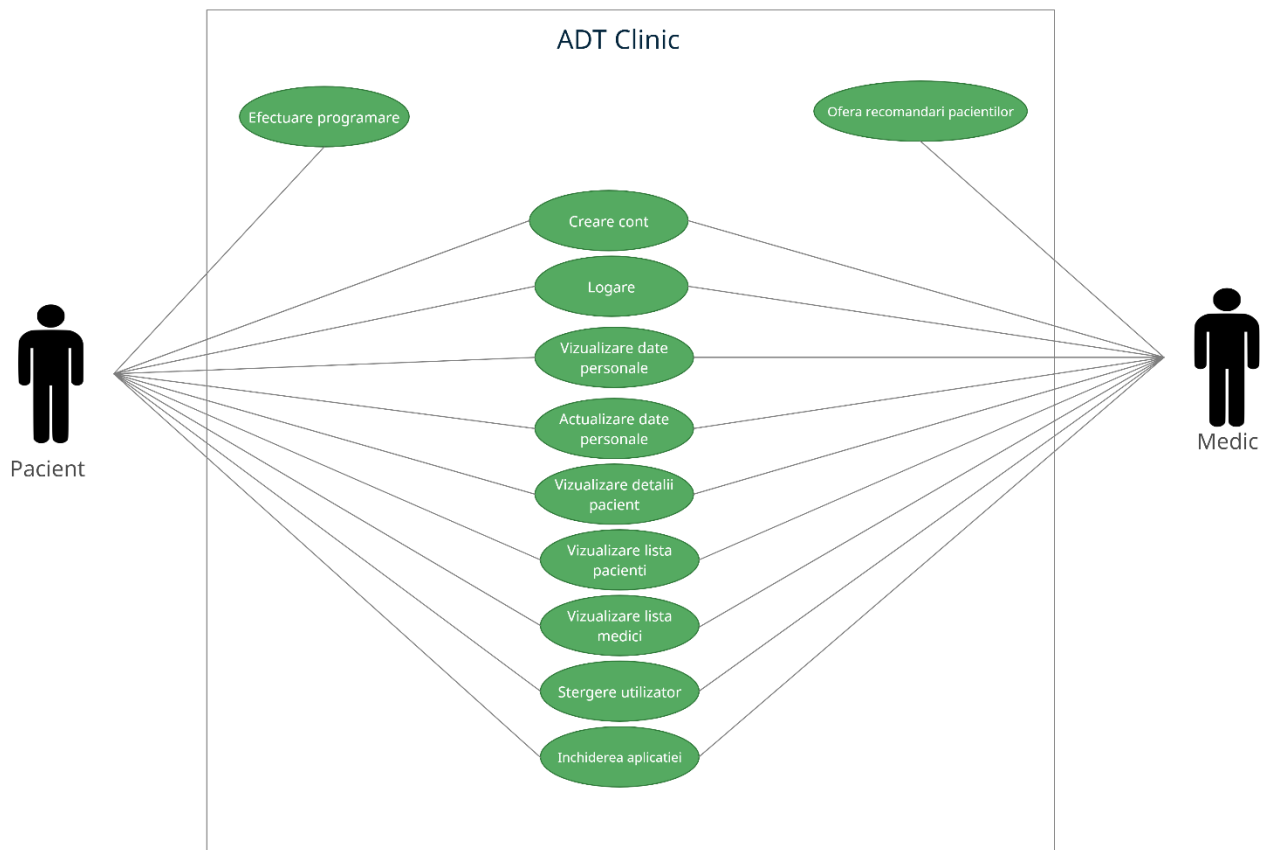 ADT Clinic
Efectuare programare
Ofera recomandari pacientilor
Creare cont
Logare
Vizualizare date
personale
Actualizare date
personale
Vizualizare detalii
pacient
Vizualizare lista
pacienti
Vizualizare lista
medici
Stergere utilizator
Inchiderea aplicatiei
Pacient
Medic